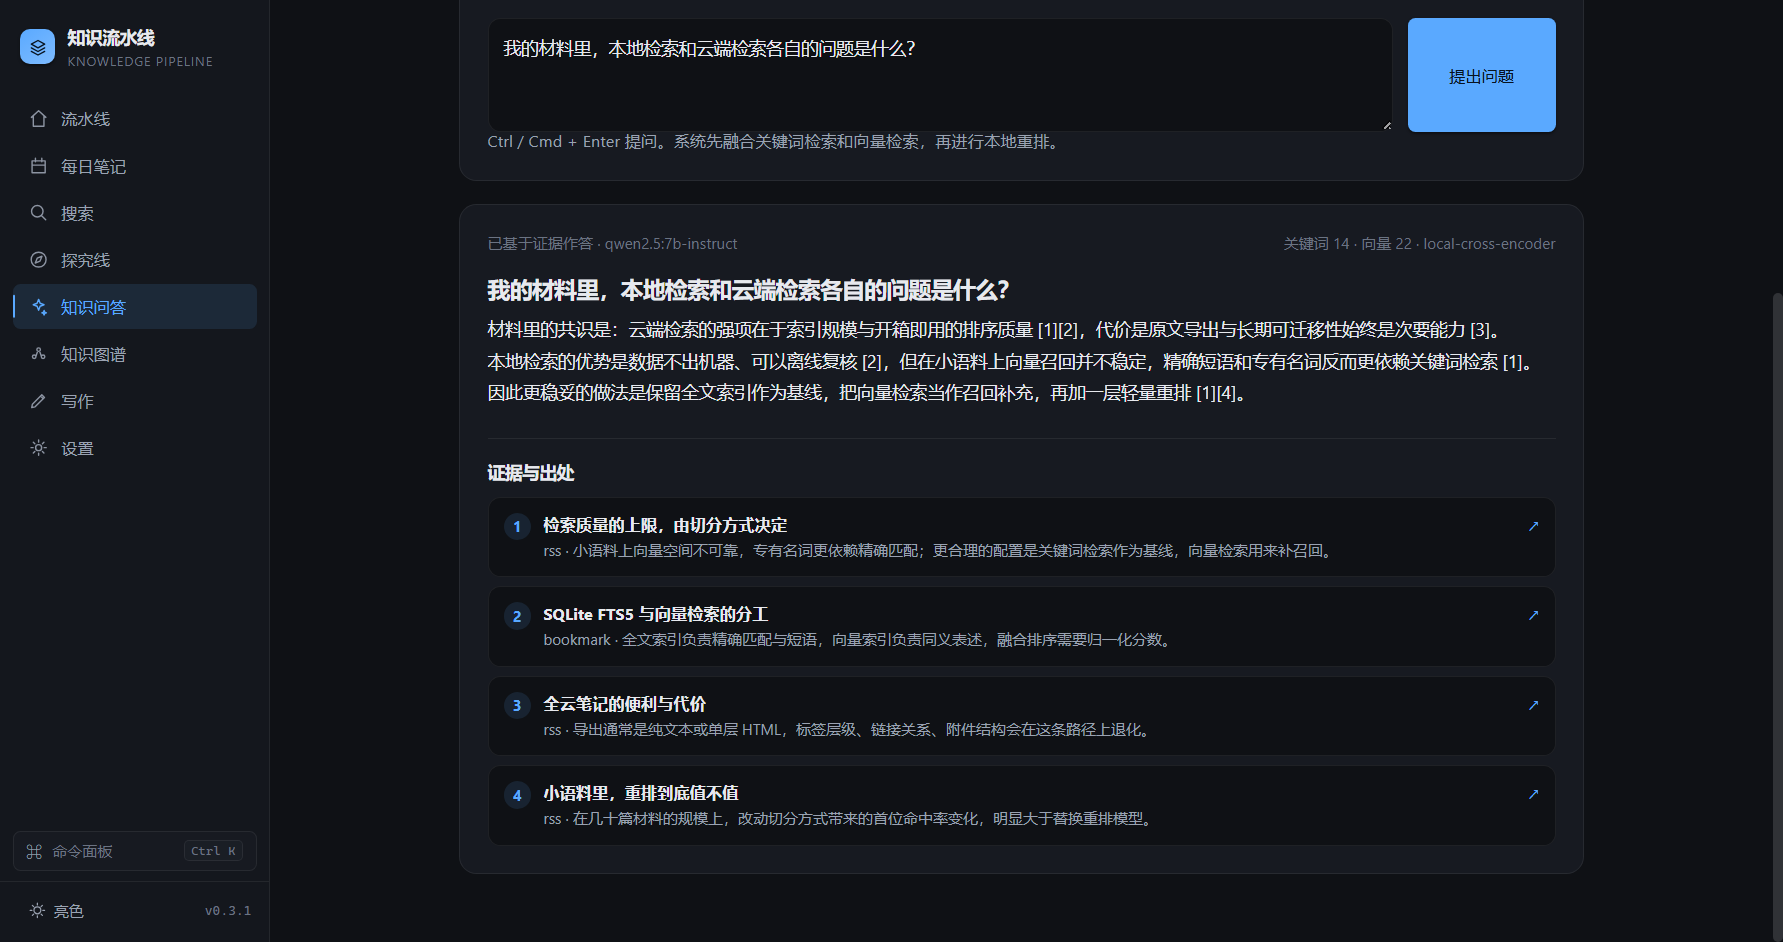 知识流水线
KNOWLEDGE PIPELINE
流水线
每日笔记
搜索
探究线
知识问答
知识图谱
写作
设置
命令面板 Ctrl K
亮色 v0.3.1
我的材料里，本地检索和云端检索各自的问题是什么？
提出问题
Ctrl / Cmd + Enter 提问。系统先融合关键词检索和向量检索，再进行本地重排。
已基于证据作答 · qwen2.5:7b-instruct
关键词 14 · 向量 22 · local-cross-encoder
我的材料里，本地检索和云端检索各自的问题是什么？
材料里的共识是：云端检索的强项在于索引规模与开箱即用的排序质量 [1][2]，代价是原文导出与长期可迁移性始终是次要能力 [3]。
本地检索的优势是数据不出机器、可以离线复核 [2]，但在小语料上向量召回并不稳定，精确短语和专有名词反而更依赖关键词检索 [1]。
因此更稳妥的做法是保留全文索引作为基线，把向量检索当作召回补充，再加一层轻量重排 [1][4]。
证据与出处
1 检索质量的上限，由切分方式决定
rss · 小语料上向量空间不可靠，专有名词更依赖精确匹配；更合理的配置是关键词检索作为基线，向量检索用来补召回。
2 SQLite FTS5 与向量检索的分工
bookmark · 全文索引负责精确匹配与短语，向量索引负责同义表述，融合排序需要归一化分数。
3 全云笔记的便利与代价
rss · 导出通常是纯文本或单层 HTML，标签层级、链接关系、附件结构会在这条路径上退化。
4 小语料里，重排到底值不值
rss · 在几十篇材料的规模上，改动切分方式带来的首位命中率变化，明显大于替换重排模型。